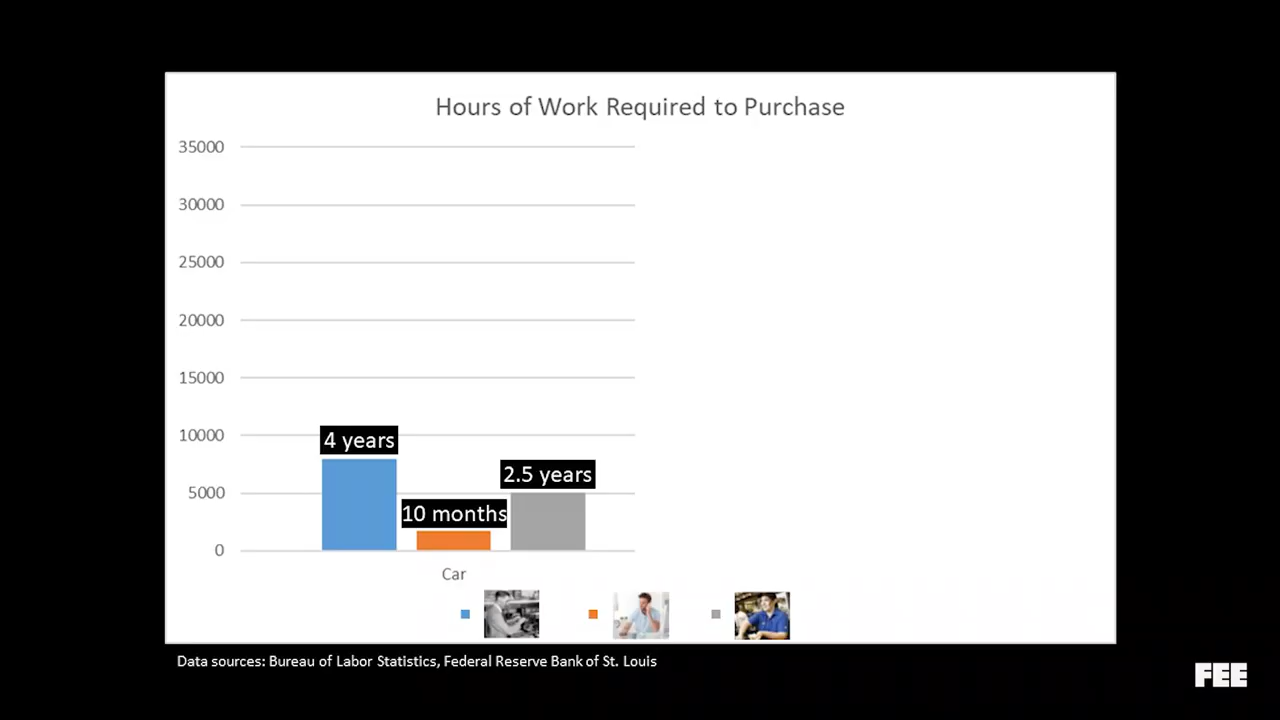 Hours of Work Required to Purchase
35000
30000
25000
20000
15000
10000
5000
0
4 years
10 months
2.5 years
Car
Data sources: Bureau of Labor Statistics, Federal Reserve Bank of St. Louis
FEE